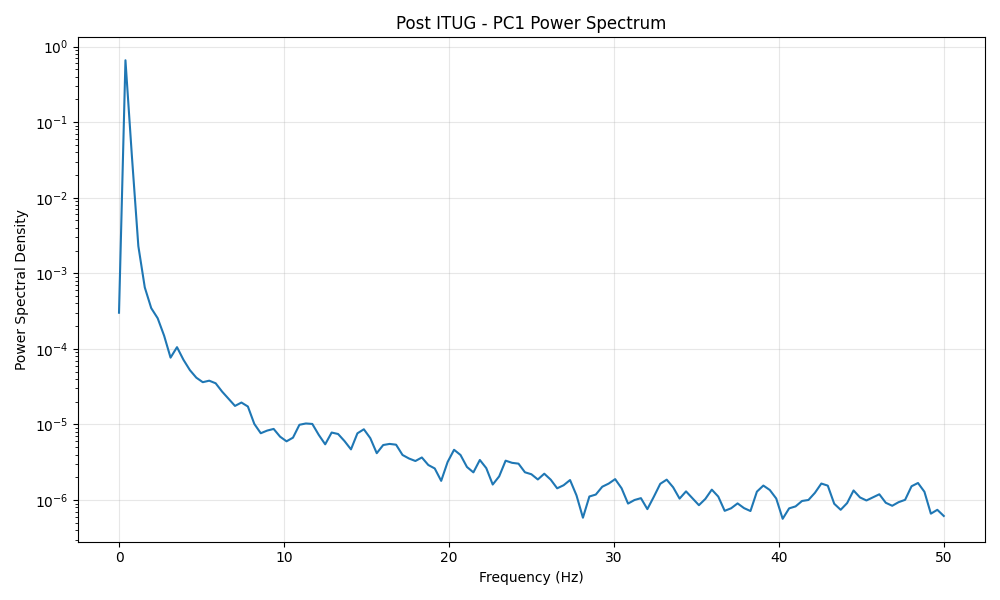 Post ITUG - PC1 Power Spectrum
Power Spectral Density
10⁰
10⁻¹
10⁻²
10⁻³
10⁻⁴
10⁻⁵
10⁻⁶
0 10 20 30 40 50
Frequency (Hz)